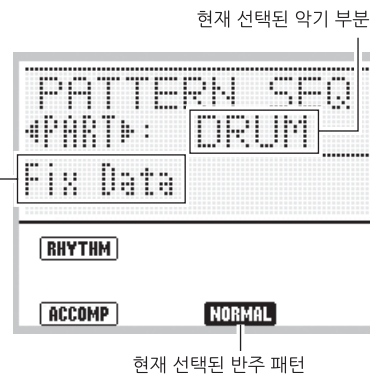 현재 선택된 악기 부분
PATTERN SEQ
◀PART▶: DRUM
Fix Data
RHYTHM
ACCOMP NORMAL
현재 선택된 반주 패턴